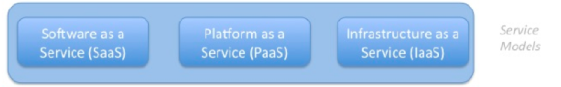 Software as a
Service (SaaS)
Platform as a
Service (PaaS)
Infrastructure as a
Service (IaaS)
Service
Models